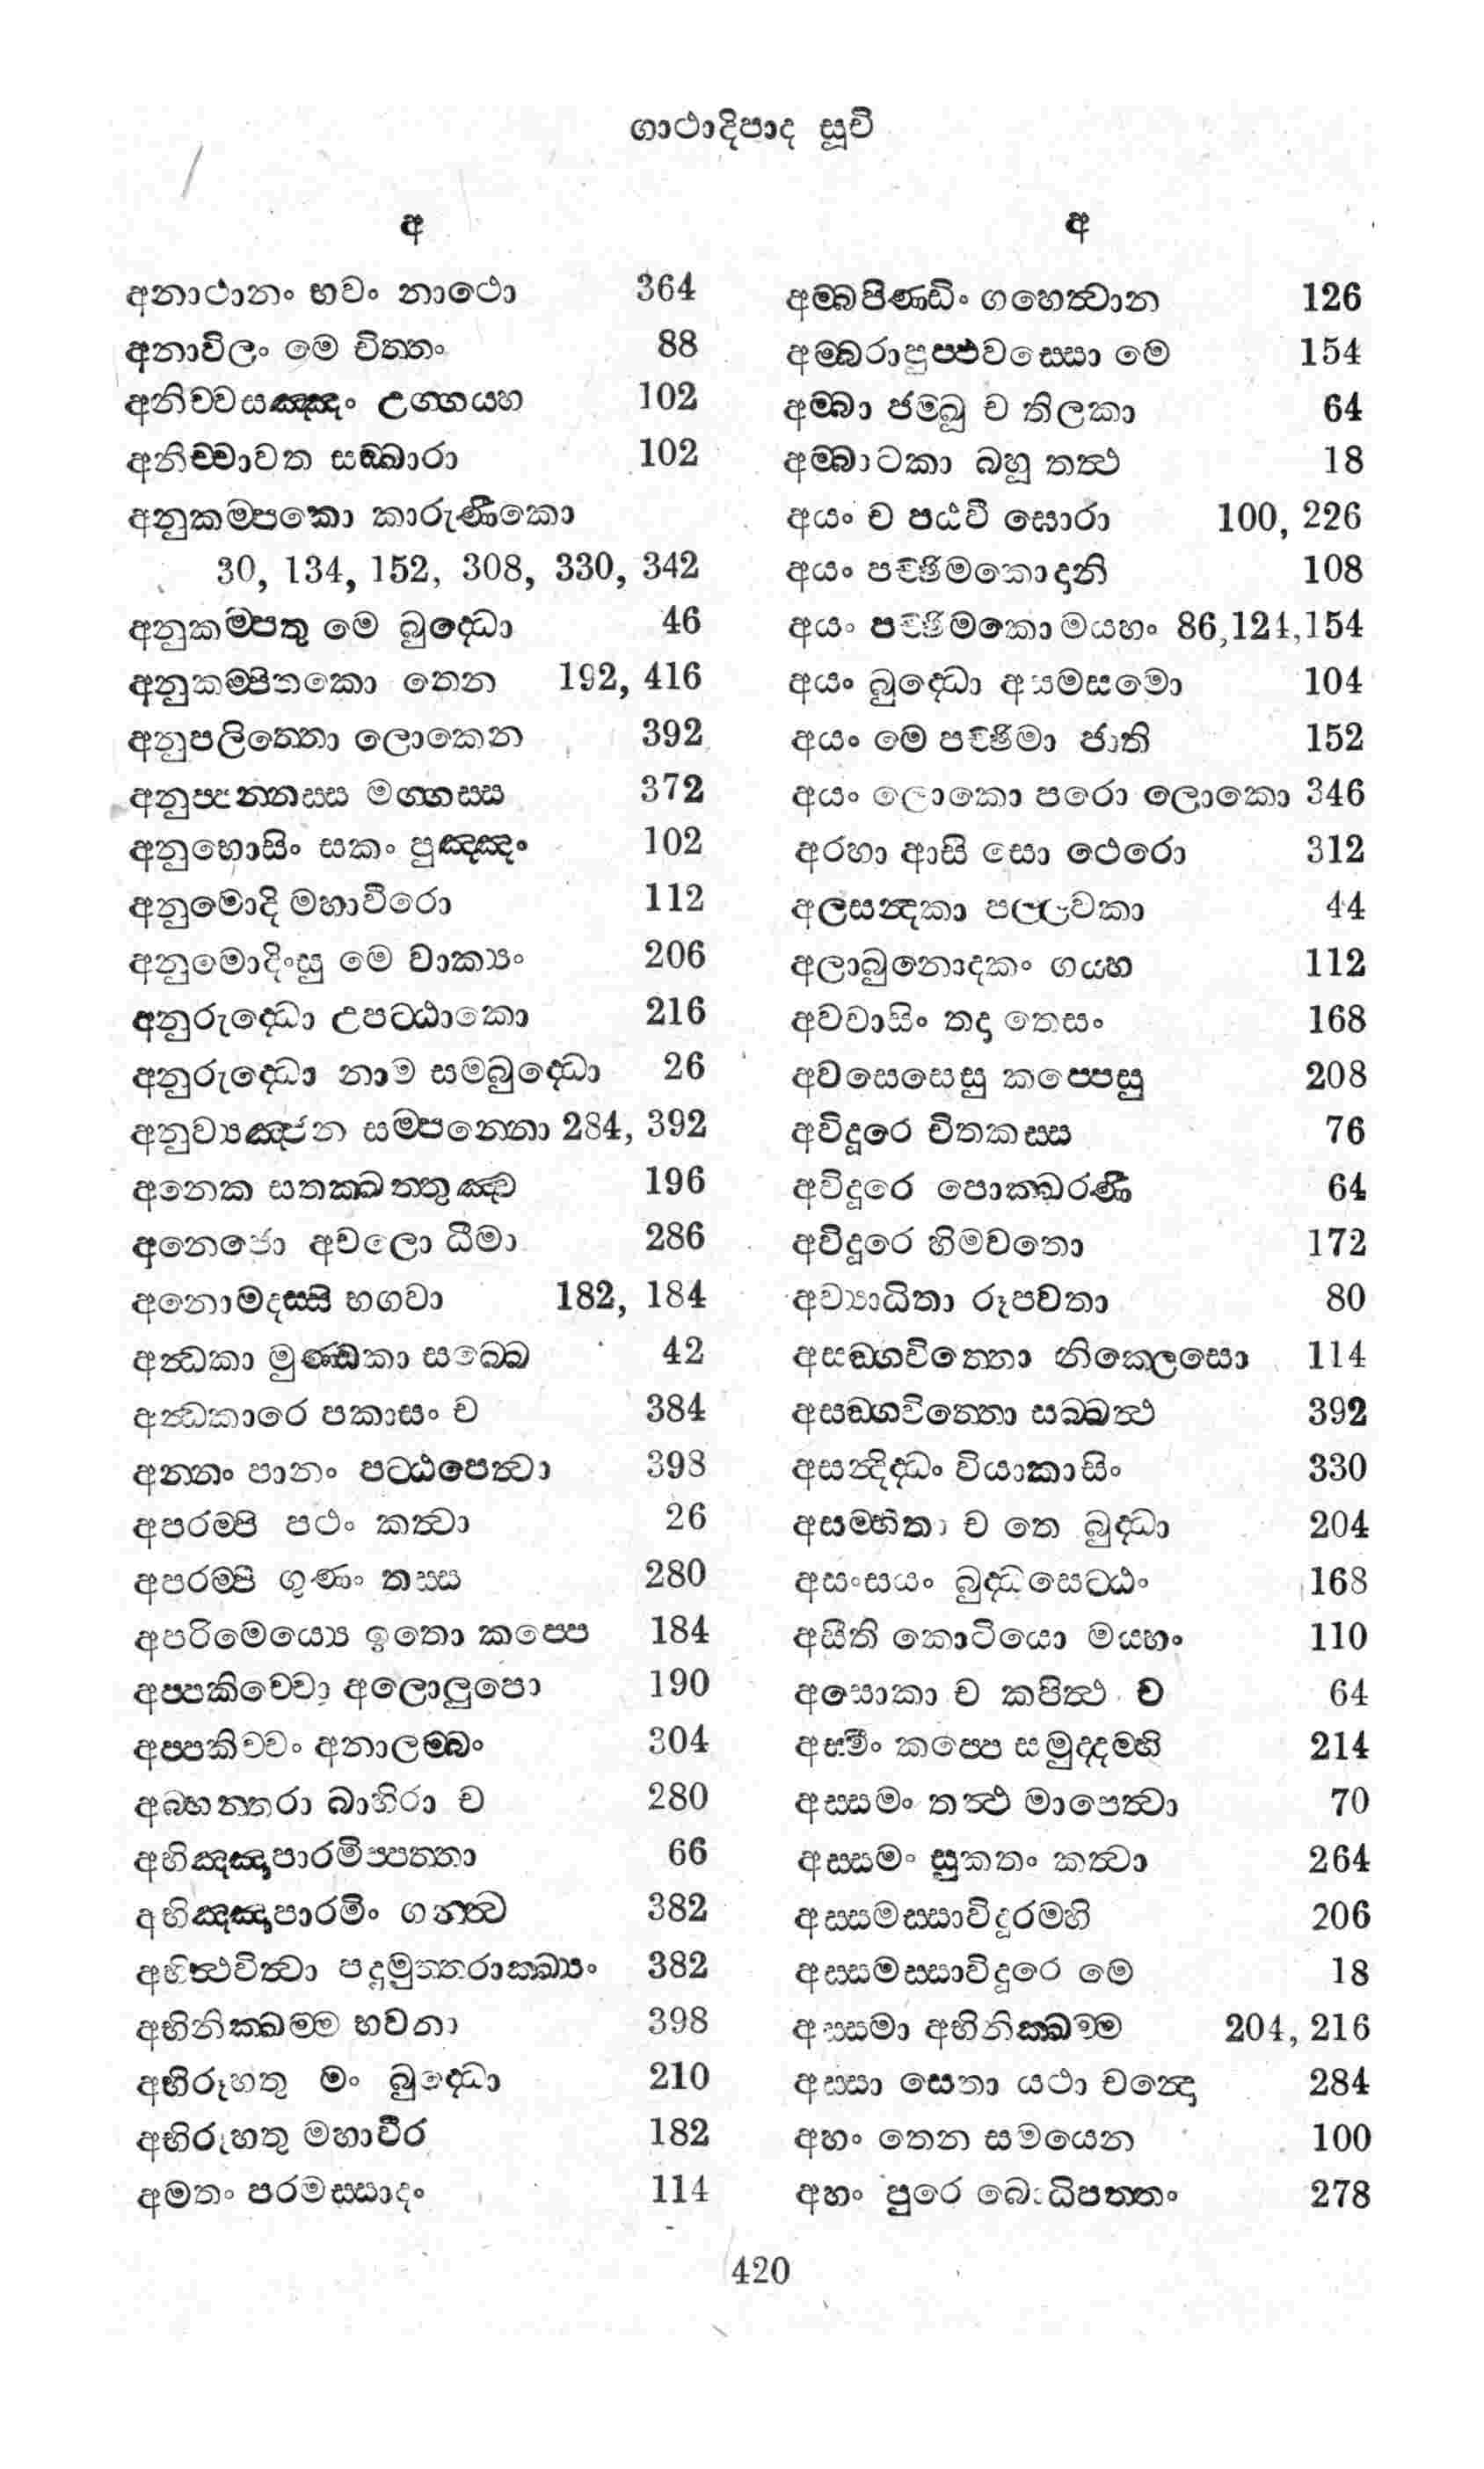 ගාථාදිපාද සූචි
අ
අනාථානං භවං නාථො 364
අනාවිලං මෙ චිත්තං 88
අනිච්චසඤ්ඤං උග්ගය්හ 102
අනිච්චාවත සඞ්ඛාරා 102
අනුකම්පකො කාරුණීකො
30, 134, 152, 308, 330, 342
අනුකම්පතු මෙ බුද්ධො 46
අනුකම්පිතකො තෙන 192, 416
අනුපලිත්තො ලොකෙන 392
අනුප්පන්නස්ස මග්ගස්ස 372
අනුභොසිං සකං පුඤ්ඤං 102
අනුමොදි මහාවීරො 112
අනුමොදිංසු මෙ වාක්‍යං 206
අනුරුද්ධො උපට්ඨාකො 216
අනුරුද්ධො නාම සම්බුද්ධො 26
අනුව්‍යඤ්ජන සම්පන්නො 284, 392
අනෙක සතක්ඛත්තුඤ්ච 196
අනෙජො අචලො ධීමා 286
අනොමදස්සි භගවා 182, 184
අන්ධකා මුණ්ඩකා සබ්බෙ 42
අන්ධකාරෙ පකාසං ච 384
අන්නං පානං පට්ඨපෙත්වා 398
අපරම්පි පථං කත්වා 26
අපරම්පි ගුණං තස්ස 280
අපරිමෙය්‍යෙ ඉතො කප්පෙ 184
අප්පකිච්චො අලොලුපො 190
අප්පකිච්චං අනාලම්බං 304
අබ්භන්තරා බාහිරා ච 280
අභිඤ්ඤාපාරමිප්පත්තා 66
අභිඤ්ඤාපාරමිං ගන්ත්ව 382
අභිත්ථවිත්වා පදුමුත්තරාක්ඛ්‍යං 382
අභිනික්ඛම්ම භවනා 398
අභිරූහතු මං බුද්ධො 210
අභිරුහතු මහාවීර 182
අමතං පරමස්සාදං 114
අ
අම්බපිණ්ඩිං ගහෙත්වාන 126
අම්බරාපුප්ඵවස්සො මෙ 154
අම්බා ජම්බූ ච තිලකා 64
අම්බාටකා බහූ තත්ථ 18
අයං ච පඨවී ඝොරා 100, 226
අයං පච්ඡිමකොදානි 108
අයං පච්ඡිමකො මය්හං 86,124,154
අයං බුද්ධො අසමසමො 104
අයං මෙ පච්ඡිමා ජාති 152
අයං ලොකො පරො ලොකො 346
අරහා ආසි සො ථෙරො 312
අලසන්දකා පල්ලවකා 44
අලාබුනොදකං ගය්හ 112
අවවාසිං තදා තෙසං 168
අවසෙසෙසු කප්පෙසු 208
අවිදූරෙ චිතකස්ස 76
අවිදූරෙ පොක්ඛරණී 64
අවිදූරෙ හිමවතො 172
අව්‍යාධිතා රූපවතා 80
අසඞ්ගචිත්තො නික්ලෙසො 114
අසඞ්ගචිත්තො සබ්බත්ථ 392
අසන්දිද්ධං වියාකාසිං 330
අසම්භීතා ච තෙ බුද්ධා 204
අසංසයං බුද්ධසෙට්ඨං 168
අසීති කොටියො මය්හං 110
අසොකා ච කපිත්ථ ච 64
අස්මීං කප්පෙ සමුද්දම්හි 214
අස්සමං තත්ථ මාපෙත්වා 70
අස්සමං සුකතං කත්වා 264
අස්සමස්සාවිදූරම්හි 206
අස්සමස්සාවිදූරෙ මෙ 18
අස්සමා අභිනික්ඛම්ම 204, 216
අස්සා සෙතා යථා චන්දො 284
අහං තෙන සමයෙන 100
අහං පුරෙ බොධිපත්තං 278
420